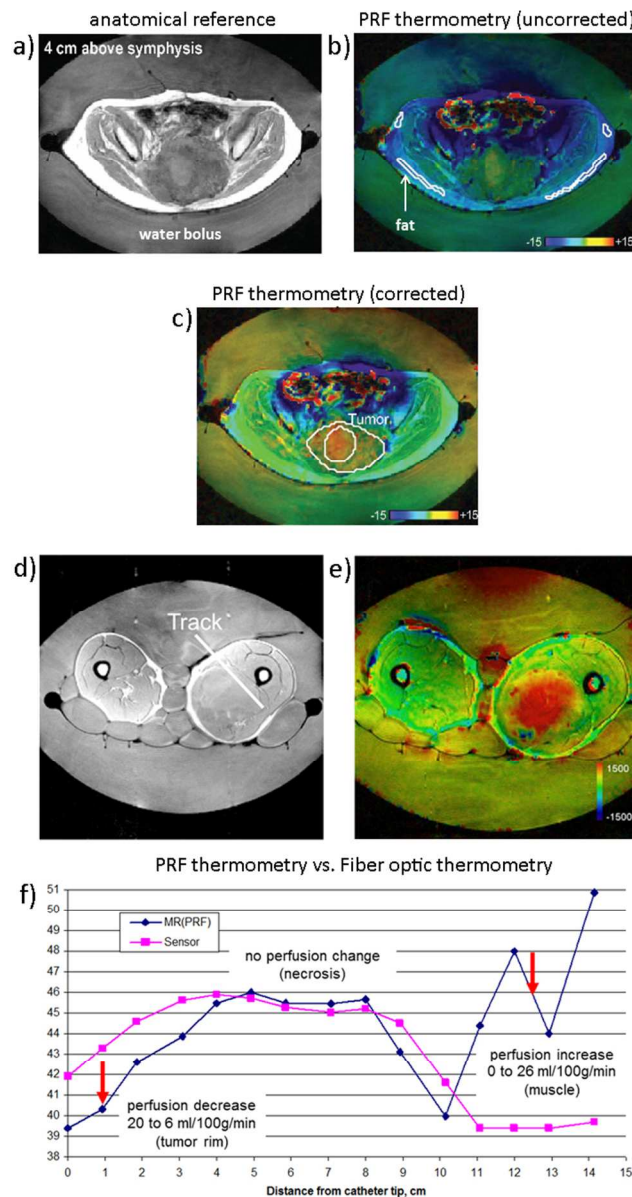 anatomical reference
a)
4 cm above symphysis
water bolus
PRF thermometry (uncorrected)
b)
fat
-15 +15
PRF thermometry (corrected)
c)
Tumor
-15 +15
d)
Track
e)
1500
-1500
PRF thermometry vs. Fiber optic thermometry
f)
51
50
49
48
47
46
45
44
43
42
41
40
39
38
MR(PRF)
Sensor
no perfusion change
(necrosis)
perfusion decrease
20 to 6 ml/100g/min
(tumor rim)
perfusion increase
0 to 26 ml/100g/min
(muscle)
0 1 2 3 4 5 6 7 8 9 10 11 12 13 14 15
Distance from catheter tip, cm